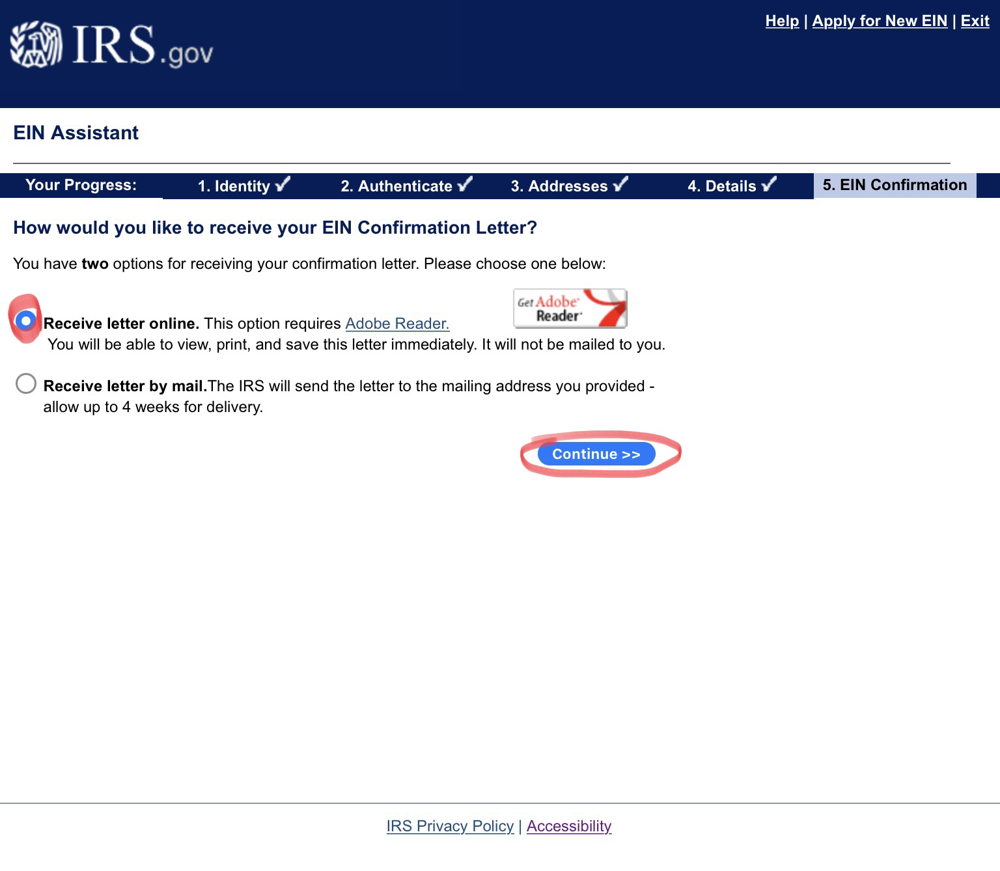 IRS.gov
Help | Apply for New EIN | Exit
EIN Assistant
Your Progress: 1. Identity ✓ 2. Authenticate ✓ 3. Addresses ✓ 4. Details ✓ 5. EIN Confirmation
How would you like to receive your EIN Confirmation Letter?
You have two options for receiving your confirmation letter. Please choose one below:
Get Adobe Reader
Receive letter online. This option requires Adobe Reader.
You will be able to view, print, and save this letter immediately. It will not be mailed to you.
Receive letter by mail.The IRS will send the letter to the mailing address you provided -
allow up to 4 weeks for delivery.
Continue >>
IRS Privacy Policy | Accessibility